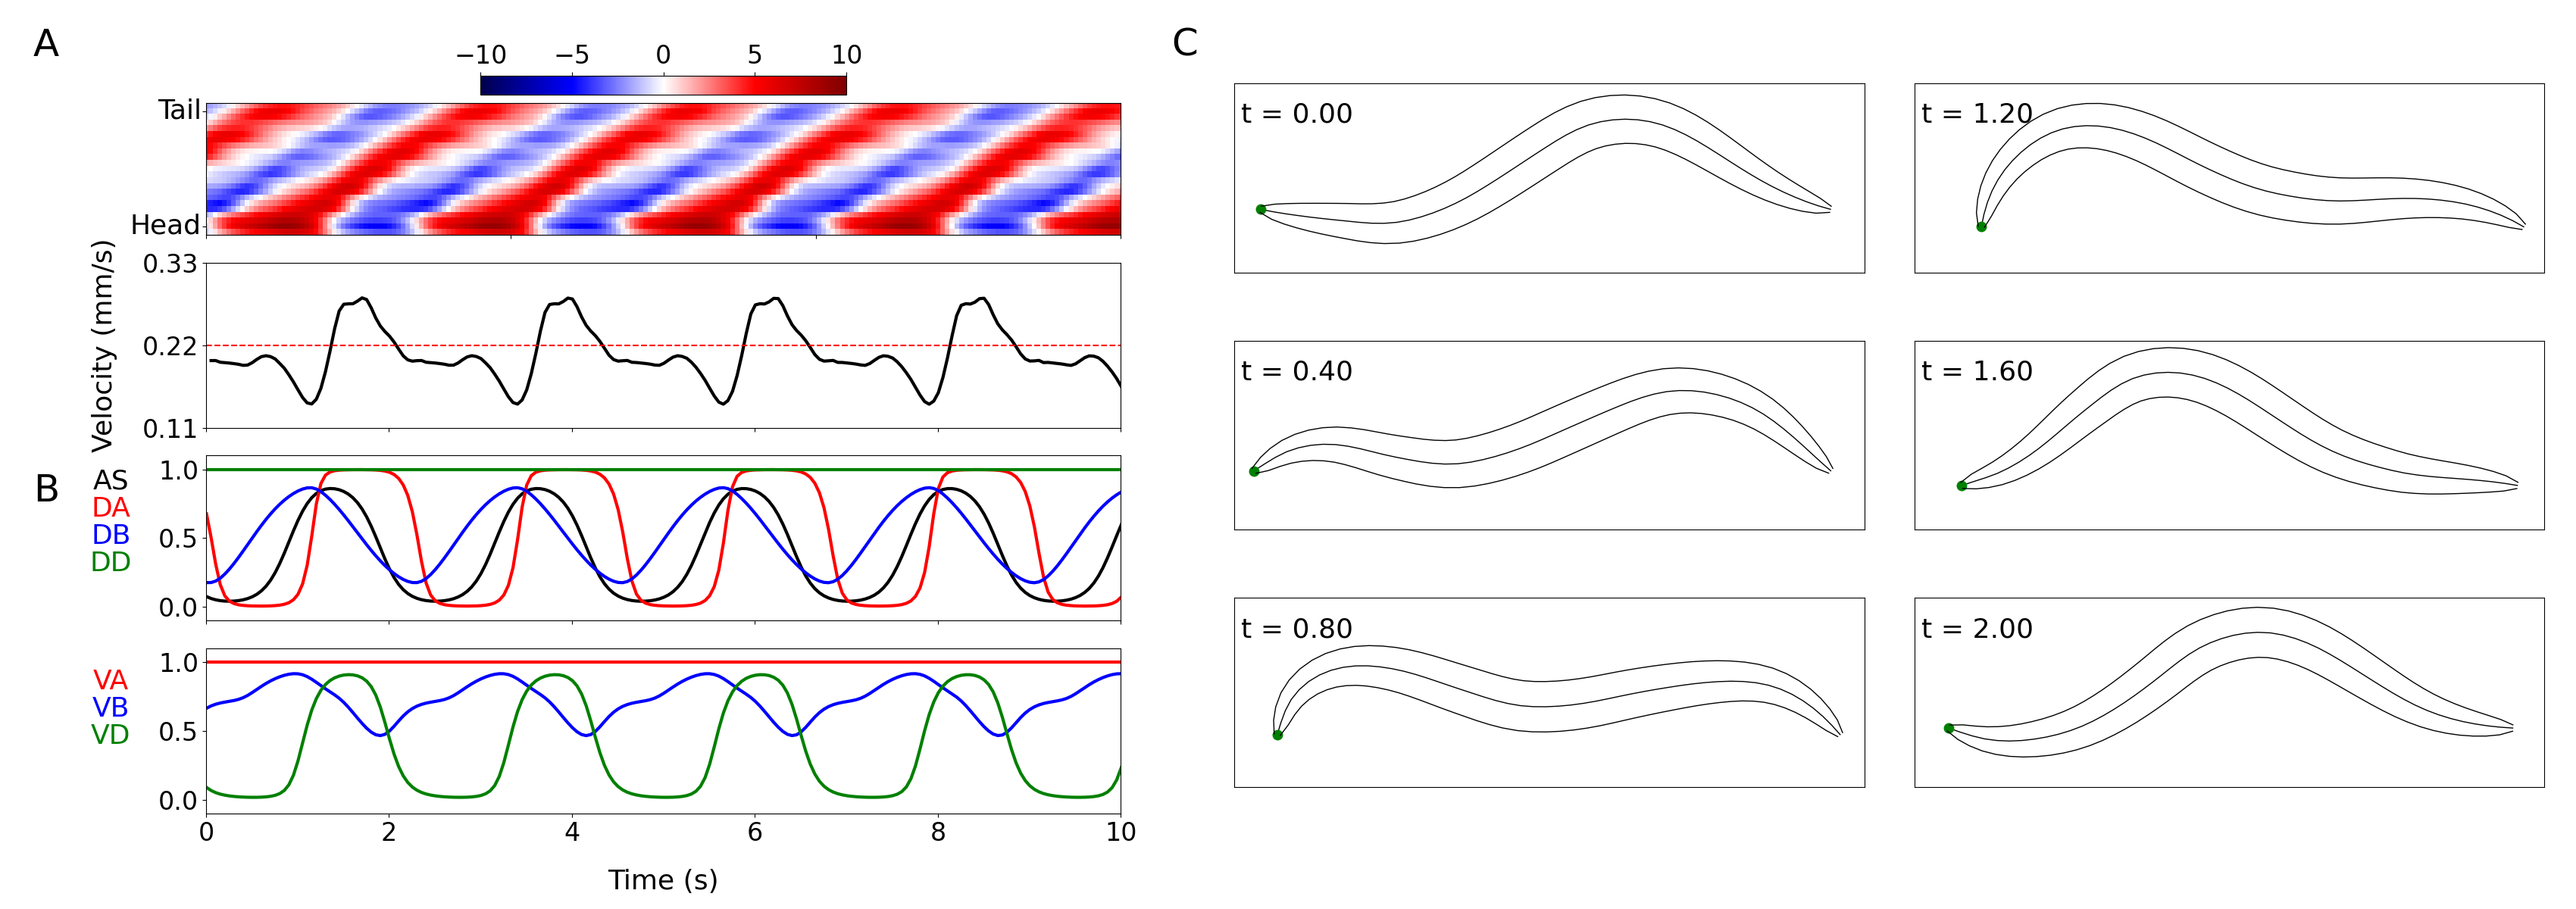 A
−10 −5 0 5 10
Tail
Head
Velocity (mm/s)
0.33
0.22
0.11
B
AS
DA
DB
DD
1.0
0.5
0.0
VA
VB
VD
1.0
0.5
0.0
0 2 4 6 8 10
Time (s)
C
t = 0.00
t = 1.20
t = 0.40
t = 1.60
t = 0.80
t = 2.00